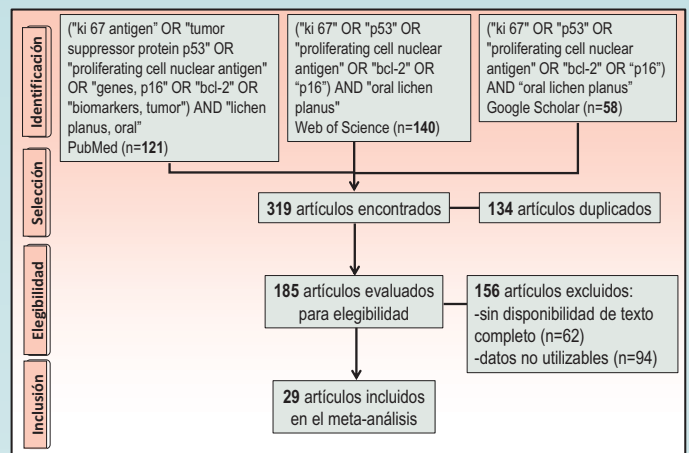 Identificación
("ki 67 antigen” OR "tumor
suppressor protein p53" OR
"proliferating cell nuclear antigen"
OR "genes, p16" OR "bcl-2" OR
"biomarkers, tumor") AND "lichen
planus, oral”
PubMed (n=121)
("ki 67" OR "p53" OR
"proliferating cell nuclear
antigen" OR "bcl-2" OR
“p16”) AND "oral lichen
planus"
Web of Science (n=140)
("ki 67" OR "p53" OR
"proliferating cell nuclear
antigen" OR "bcl-2" OR “p16”)
AND “oral lichen planus”
Google Scholar (n=58)
Selección
319 artículos encontrados
134 artículos duplicados
Elegibilidad
185 artículos evaluados
para elegibilidad
156 artículos excluidos:
-sin disponibilidad de texto
completo (n=62)
-datos no utilizables (n=94)
Inclusión
29 artículos incluidos
en el meta-análisis